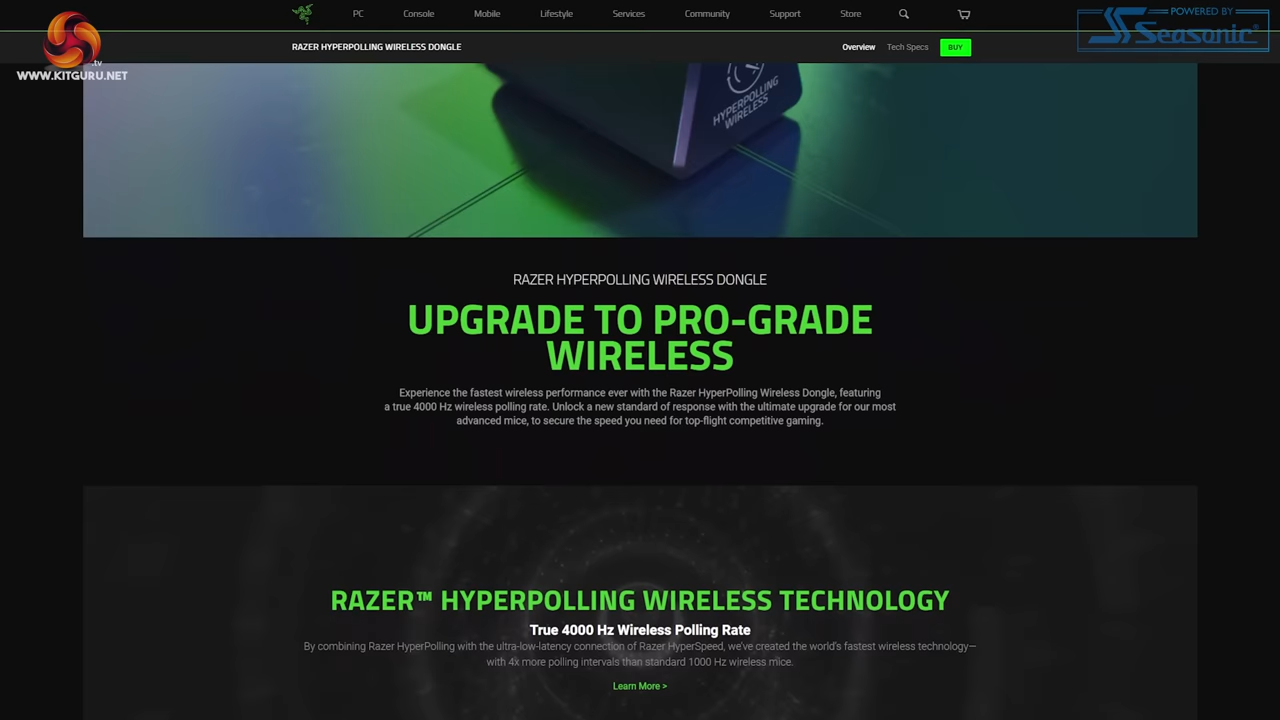 PC Console Mobile Lifestyle Services Community Support Store
POWERED BY
Seasonic
.tv
WWW.KITGURU.NET
RAZER HYPERPOLLING WIRELESS DONGLE
Overview Tech Specs BUY
HYPERPOLLING
WIRELESS
RAZER HYPERPOLLING WIRELESS DONGLE
UPGRADE TO PRO-GRADE
WIRELESS
Experience the fastest wireless performance ever with the Razer HyperPolling Wireless Dongle, featuring
a true 4000 Hz wireless polling rate. Unlock a new standard of response with the ultimate upgrade for our most
advanced mice, to secure the speed you need for top-flight competitive gaming.
RAZER™ HYPERPOLLING WIRELESS TECHNOLOGY
True 4000 Hz Wireless Polling Rate
By combining Razer HyperPolling with the ultra-low-latency connection of Razer HyperSpeed, we've created the world's fastest wireless technology—
with 4x more polling intervals than standard 1000 Hz wireless mice.
Learn More >